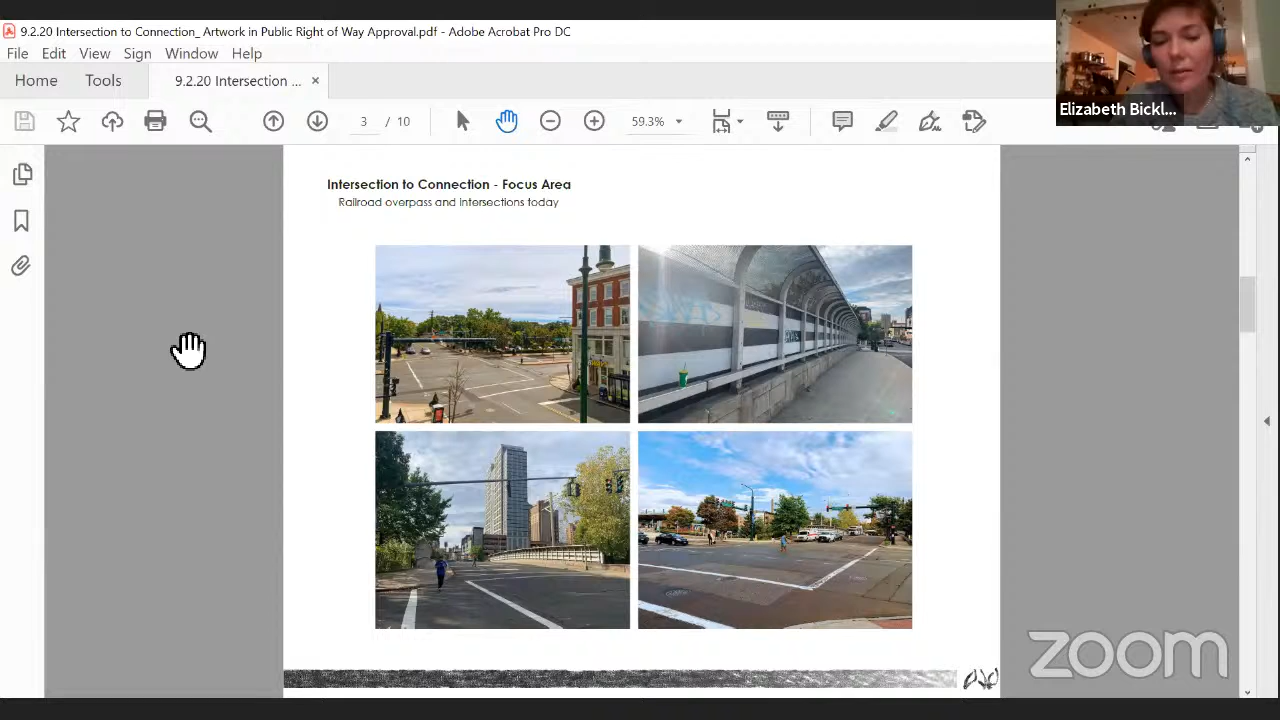 9.2.20 Intersection to Connection_ Artwork in Public Right of Way Approval.pdf - Adobe Acrobat Pro DC
File Edit View Sign Window Help
Home Tools 9.2.20 Intersection ... ×
3 / 10 59.3%
Elizabeth Bickl...
Intersection to Connection - Focus Area
Railroad overpass and intersections today
zoom